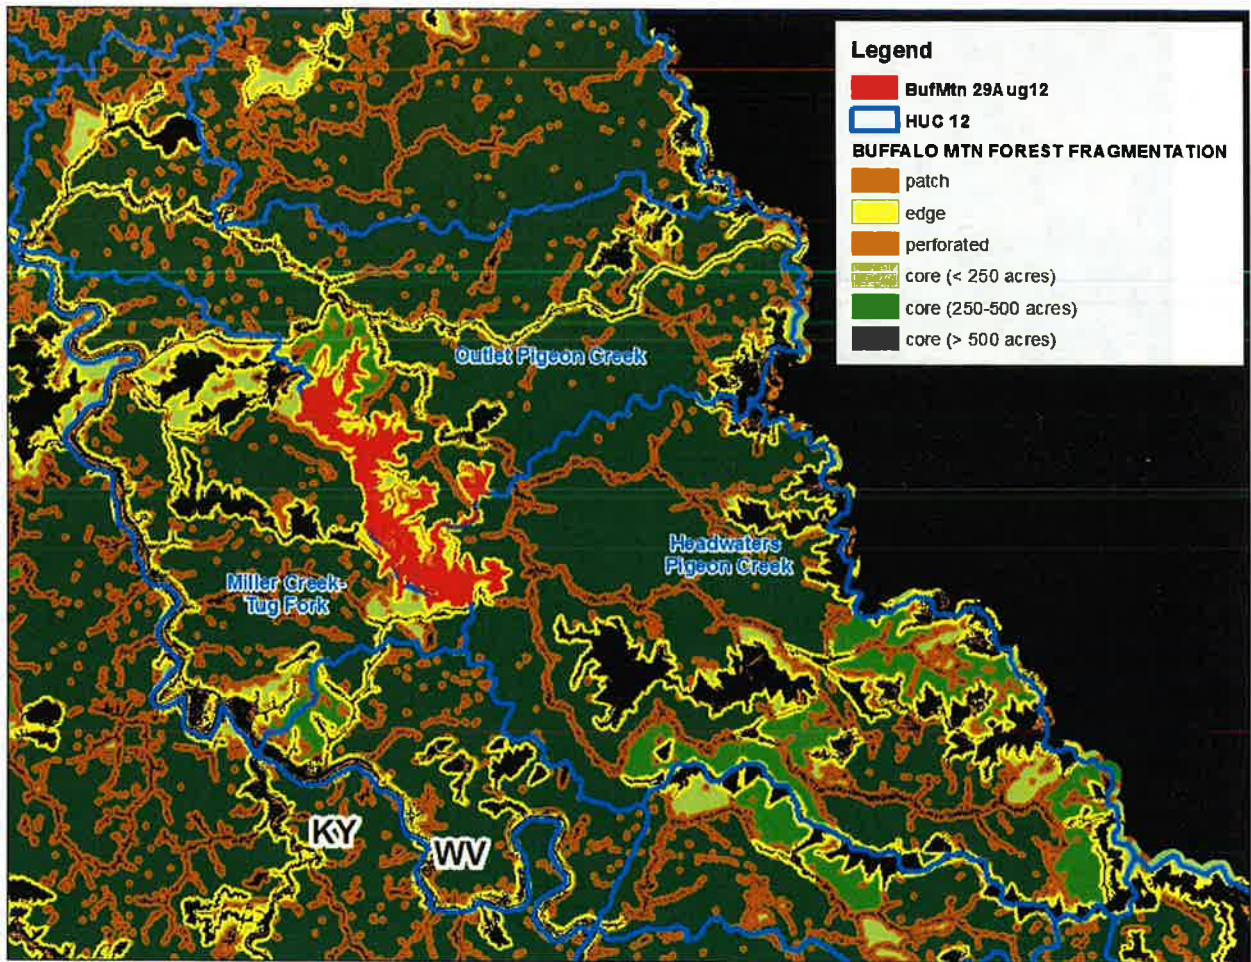 Legend
BufMtn 29Aug12
HUC 12
BUFFALO MTN FOREST FRAGMENTATION
patch
edge
perforated
core (< 250 acres)
core (250-500 acres)
core (> 500 acres)
Outlet Pigeon Creek
Headwaters
Pigeon Creek
Miller Creek-
Tug Fork
KY
WV